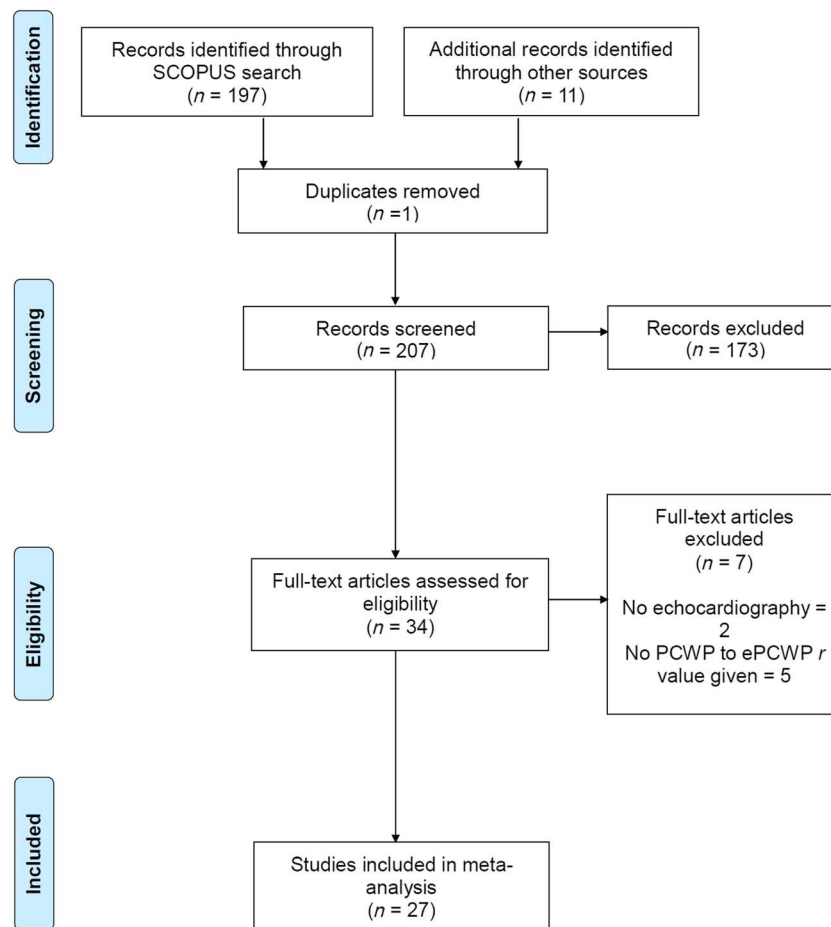 Identification
Records identified through
SCOPUS search
(n = 197)
Additional records identified
through other sources
(n = 11)
Duplicates removed
(n =1)
Screening
Records screened
(n = 207)
Records excluded
(n = 173)
Eligibility
Full-text articles assessed for
eligibility
(n = 34)
Full-text articles
excluded
(n = 7)
No echocardiography =
2
No PCWP to ePCWP r
value given = 5
Included
Studies included in meta-
analysis
(n = 27)